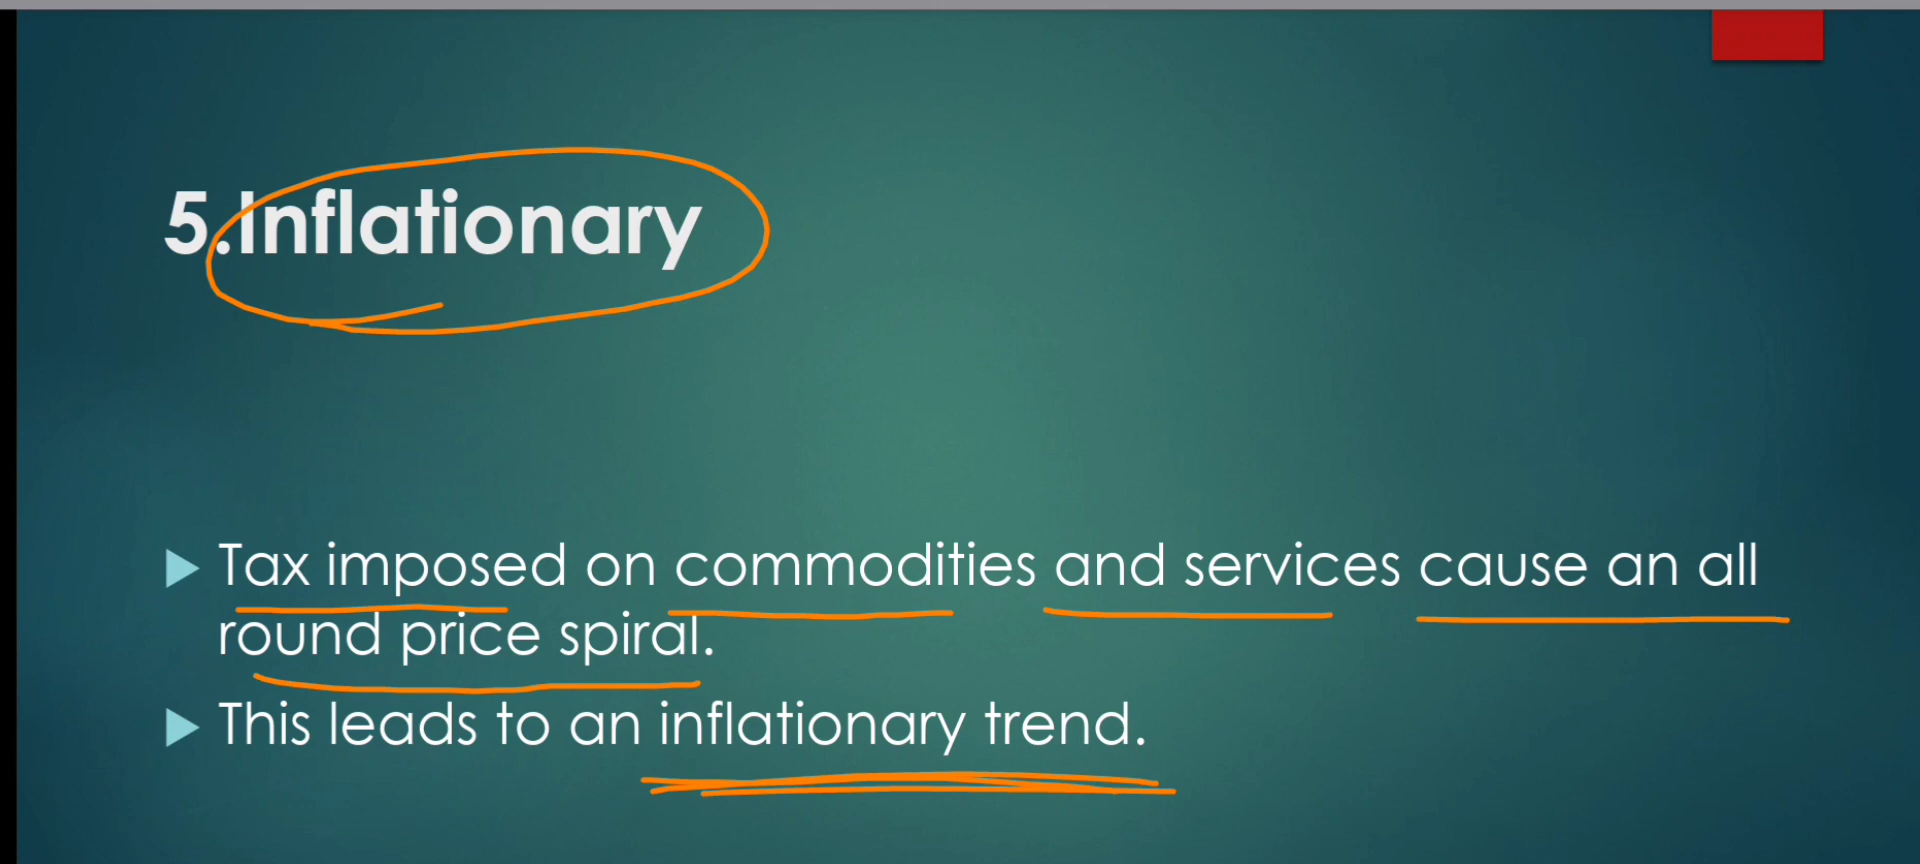 5.Inflationary
Tax imposed on commodities and services cause an all
round price spiral.
This leads to an inflationary trend.